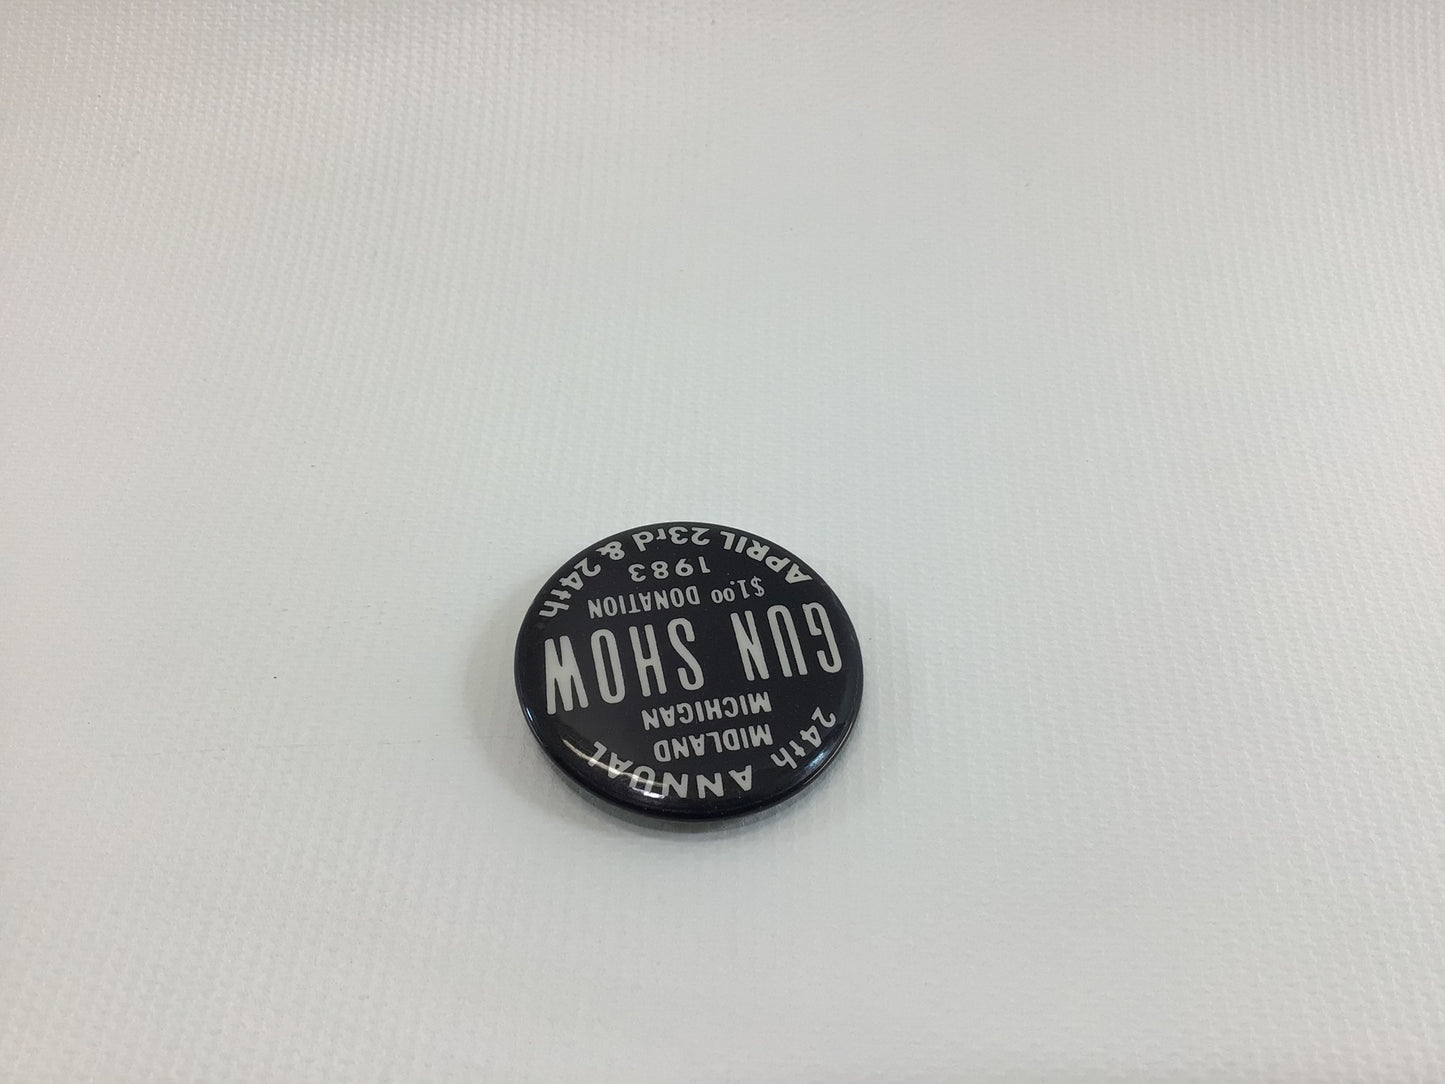 24th ANNUAL
MIDLAND
MICHIGAN
GUN SHOW
$1.00 DONATION
1983
APRIL 23rd & 24th